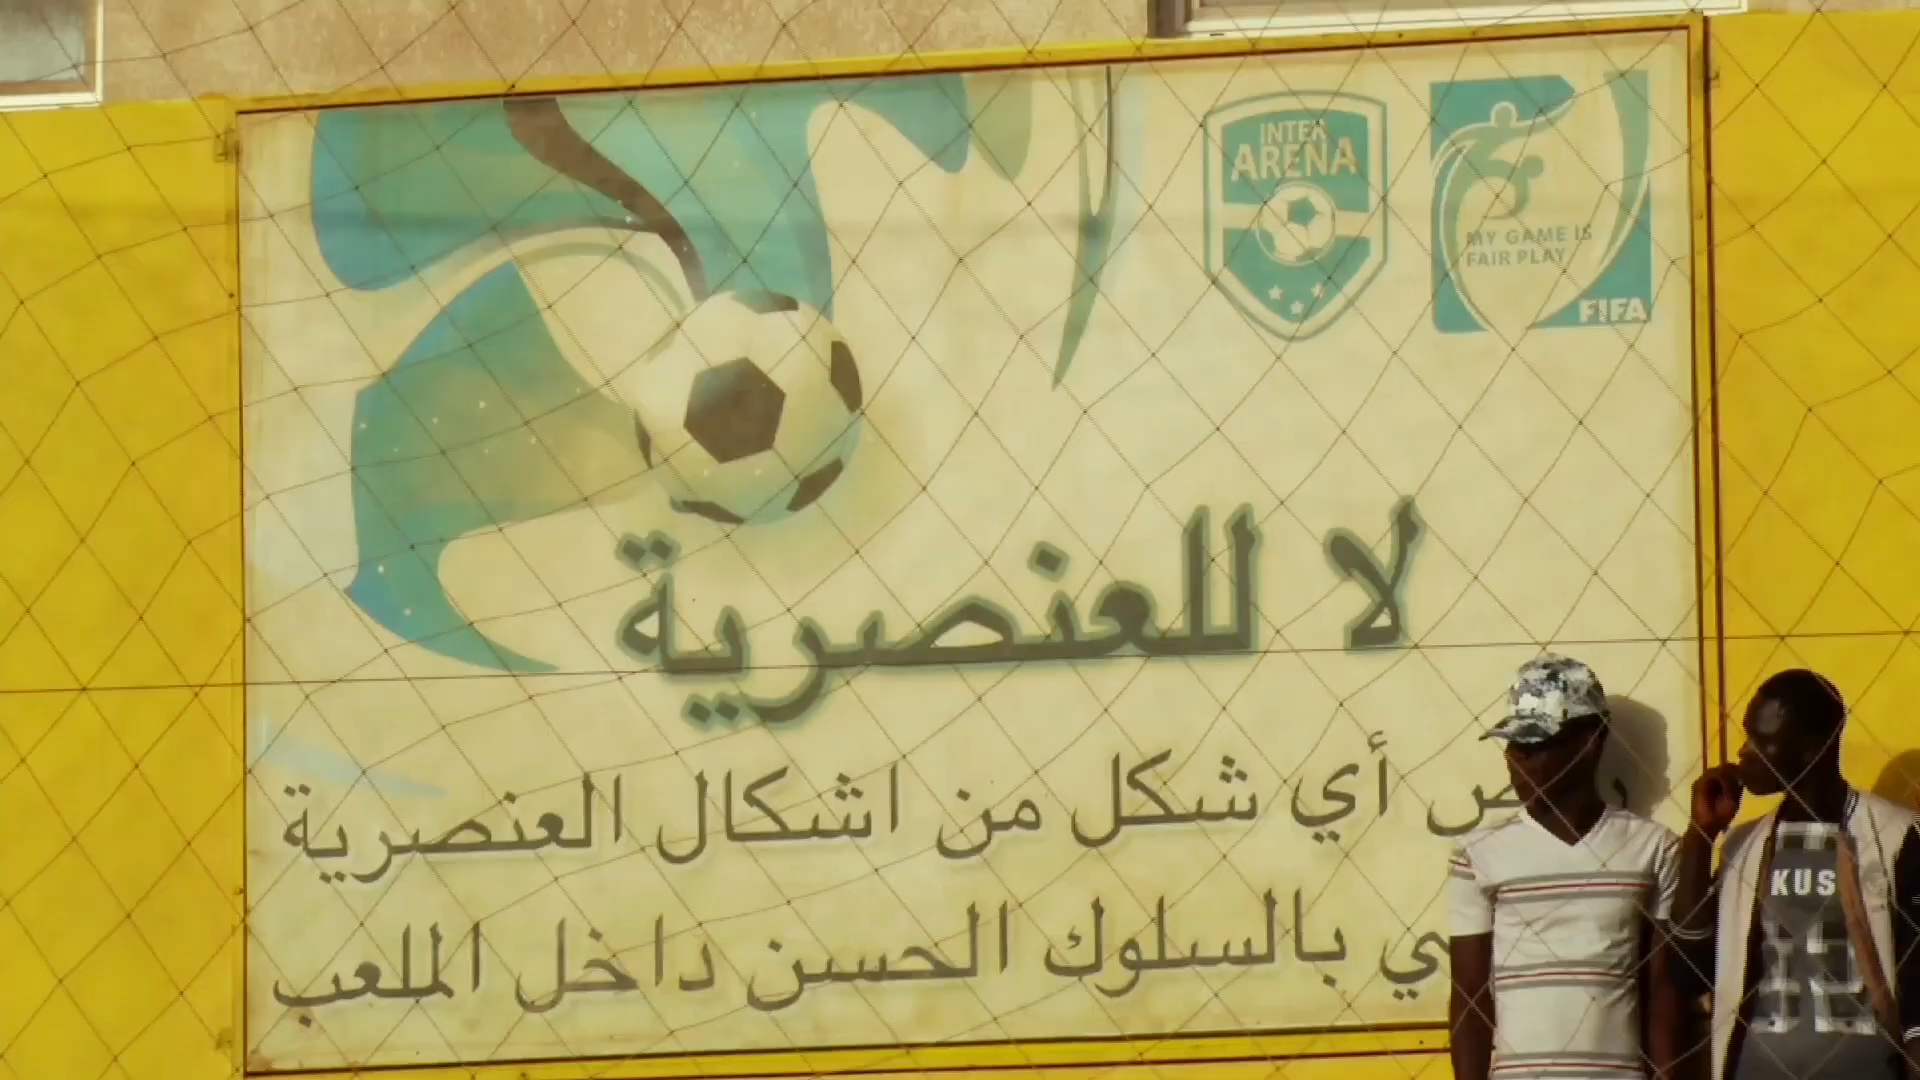 INTER
ARENA
MY GAME IS
FAIR PLAY
FIFA
لا للعنصرية
أي شكل من اشكال العنصرية
بالسلوك الحسن داخل الملعب
KUS